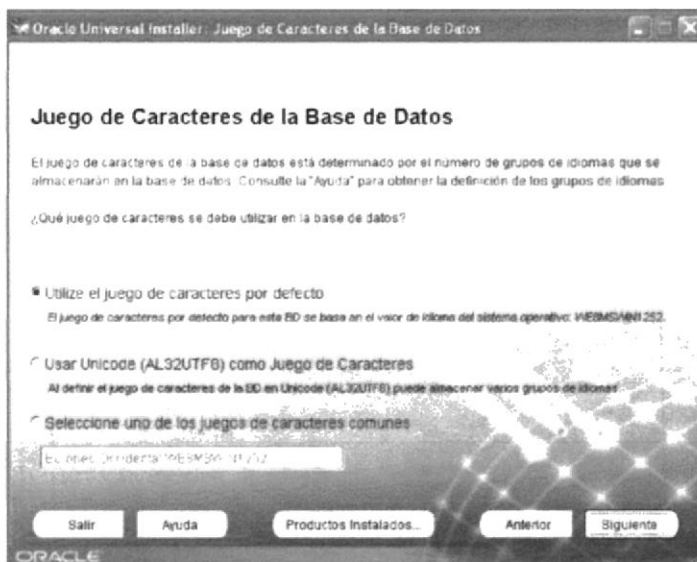 Oracle Universal Installer: Juego de Caracteres de la Base de Datos
Juego de Caracteres de la Base de Datos
El juego de caracteres de la base de datos está determinado por el número de grupos de idiomas que se
almacenarán en la base de datos. Consulte la "Ayuda" para obtener la definición de los grupos de idiomas
¿Qué juego de caracteres se debe utilizar en la base de datos?
Utilize el juego de caracteres por defecto
El juego de caracteres por defecto para esta BD se basa en el valor de idioma del sistema operativo: WE8MSWIN1252.
Usar Unicode (AL32UTF8) como Juego de Caracteres
Al definir el juego de caracteres de la BD en Unicode (AL32UTF8) puede almacenar varios grupos de idiomas
Seleccione uno de los juegos de caracteres comunes
WE8MSWIN1252
Salir Ayuda Productos Instalados... Anterior Siguiente
ORACLE